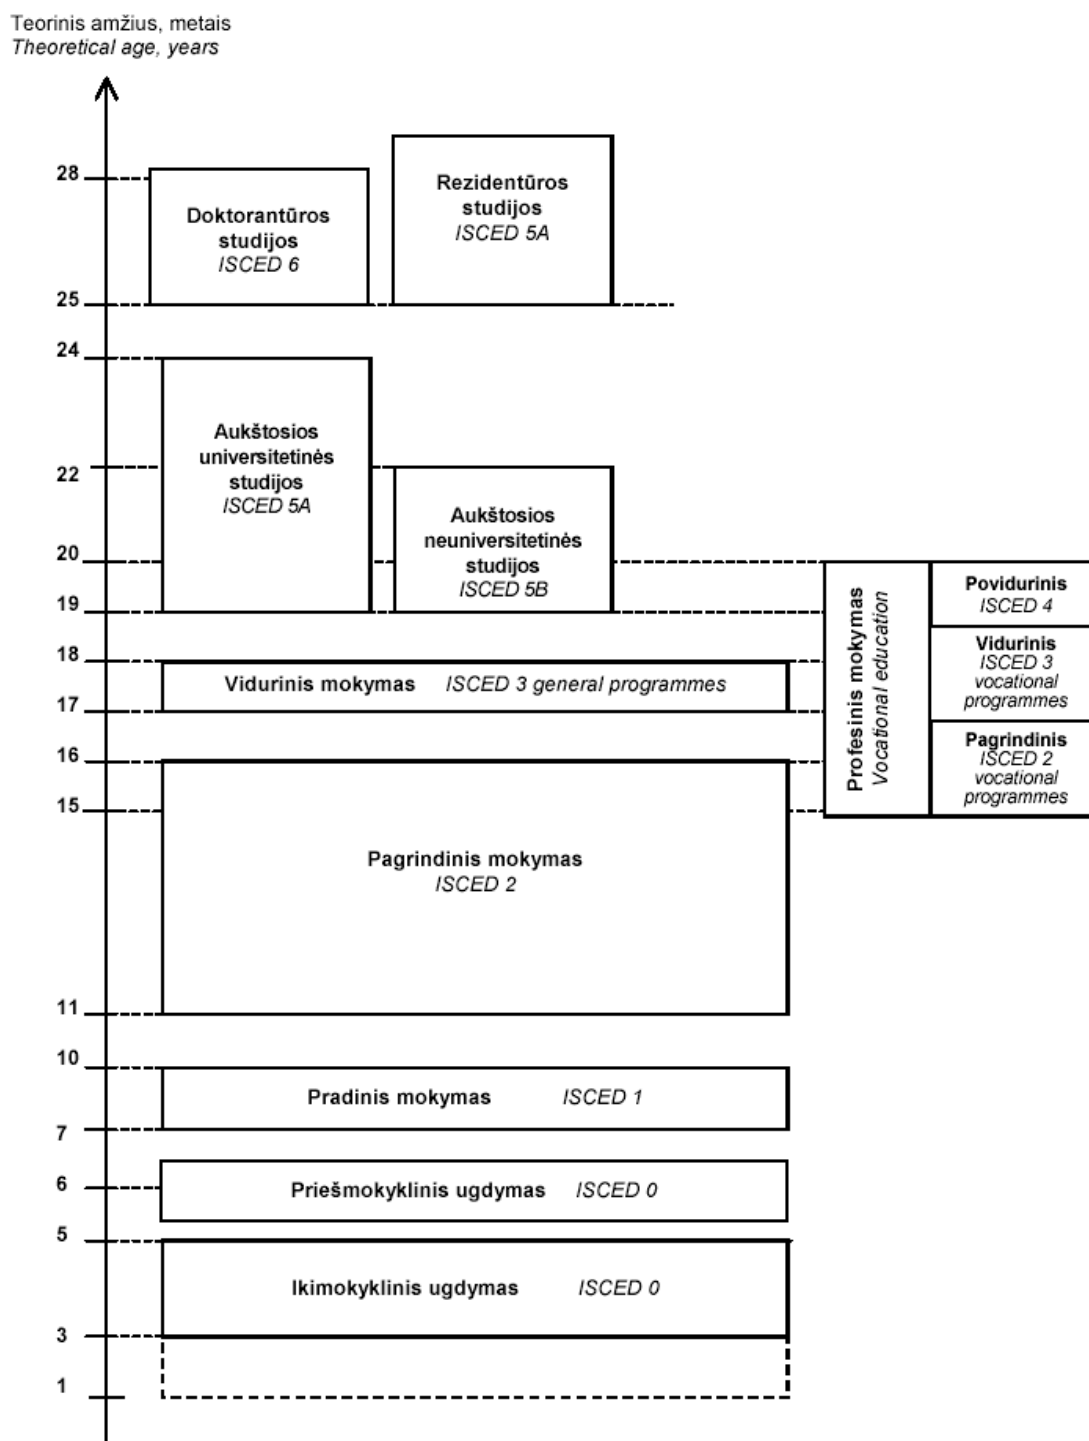 Teorinis amžius, metais
Theoretical age, years
28
Doktorantūros
studijos
ISCED 6
Rezidentūros
studijos
ISCED 5A
25
24
Aukštosios
universitetinės
studijos
ISCED 5A
22
Aukštosios
neuniversitetinės
studijos
ISCED 5B
20
19
18
Vidurinis mokymas ISCED 3 general programmes
17
Profesinis mokymas
Vocational education
Povidurinis
ISCED 4
Vidurinis
ISCED 3
vocational
programmes
Pagrindinis
ISCED 2
vocational
programmes
16
15
Pagrindinis mokymas
ISCED 2
11
10
Pradinis mokymas ISCED 1
7
6
Priešmokyklinis ugdymas ISCED 0
5
Ikimokyklinis ugdymas ISCED 0
3
1